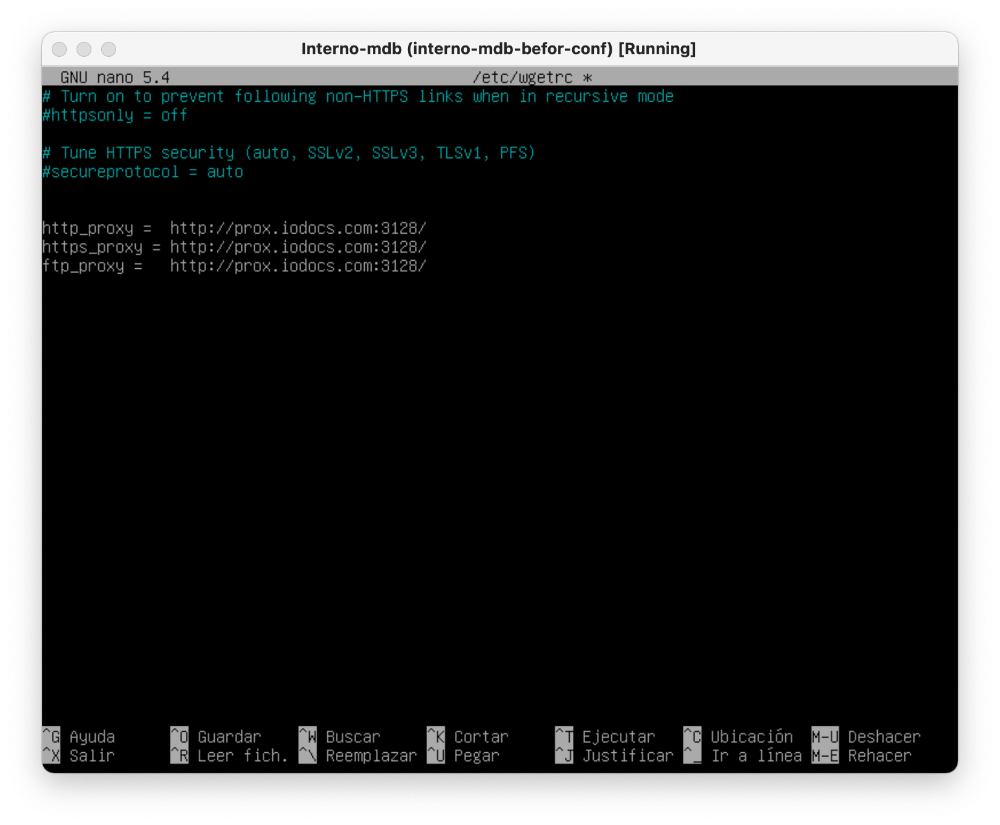 Interno-mdb (interno-mdb-befor-conf) [Running]
GNU nano 5.4 /etc/wgetrc *
# Turn on to prevent following non-HTTPS links when in recursive mode
#httpsonly = off
# Tune HTTPS security (auto, SSLv2, SSLv3, TLSv1, PFS)
#secureprotocol = auto
http_proxy =  http://prox.iodocs.com:3128/
https_proxy = http://prox.iodocs.com:3128/
ftp_proxy =   http://prox.iodocs.com:3128/
^G Ayuda ^O Guardar ^W Buscar ^K Cortar ^T Ejecutar ^C Ubicación M-U Deshacer
^X Salir ^R Leer fich. ^\ Reemplazar ^U Pegar ^J Justificar ^_ Ir a línea M-E Rehacer